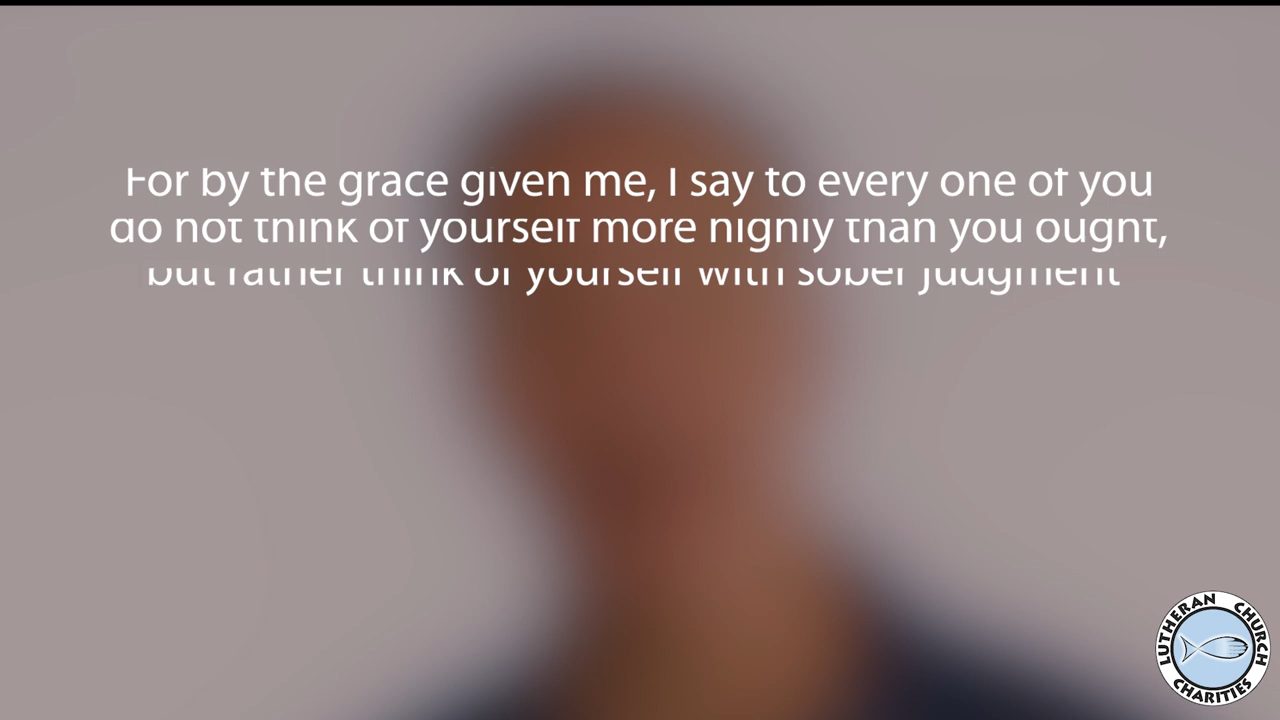 For by the grace given me, I say to every one of you
do not think of yourself more highly than you ought,
but rather think of yourself with sober judgment
LUTHERAN CHURCH
CHARITIES